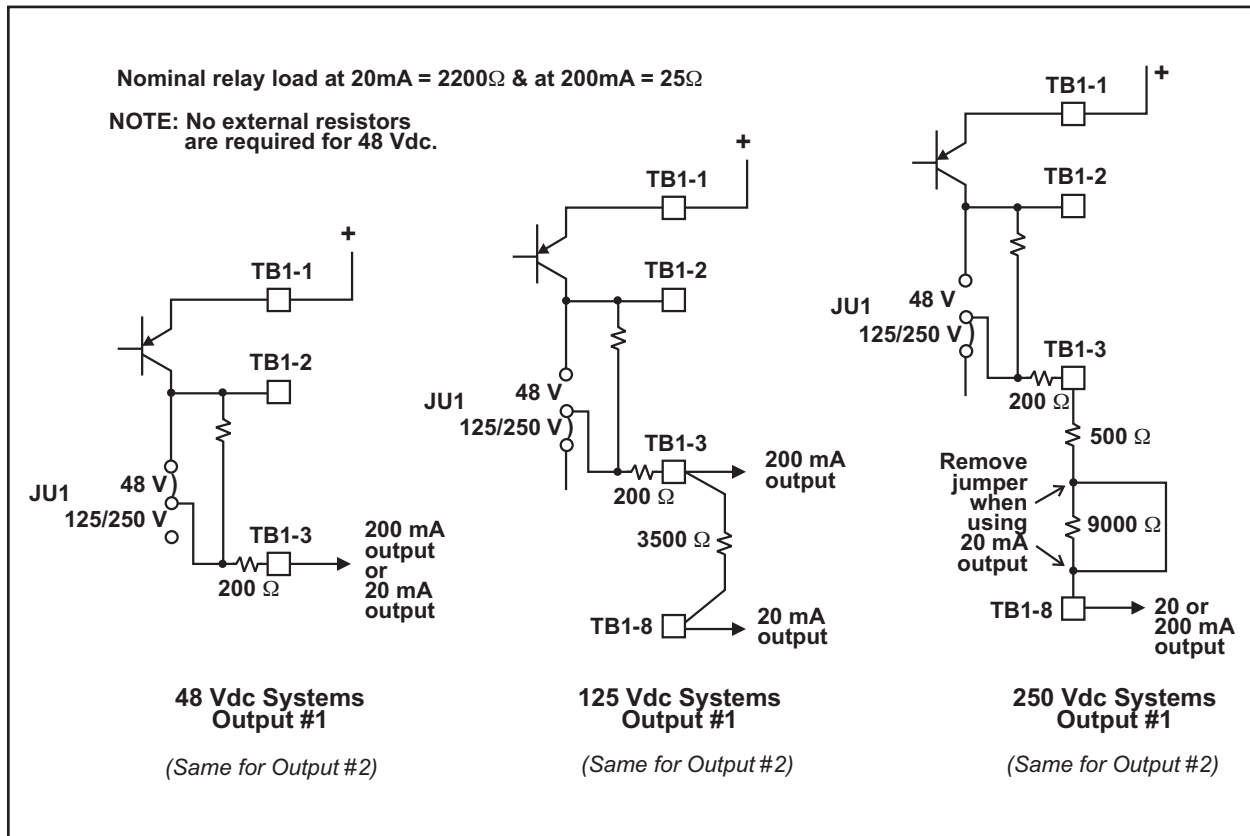 Nominal relay load at 20mA = 2200Ω & at 200mA = 25Ω
NOTE: No external resistors
are required for 48 Vdc.
+
TB1-1
TB1-2
JU1
48 V
125/250 V
TB1-3
200 Ω
200 mA
output
or
20 mA
output
48 Vdc Systems
Output #1
(Same for Output #2)
+
TB1-1
TB1-2
JU1
48 V
125/250 V
TB1-3
200 Ω
200 mA
output
3500 Ω
TB1-8
20 mA
output
125 Vdc Systems
Output #1
(Same for Output #2)
+
TB1-1
TB1-2
JU1
48 V
125/250 V
TB1-3
200 Ω
500 Ω
Remove
jumper
when
using
20 mA
output
9000 Ω
TB1-8
20 or
200 mA
output
250 Vdc Systems
Output #1
(Same for Output #2)